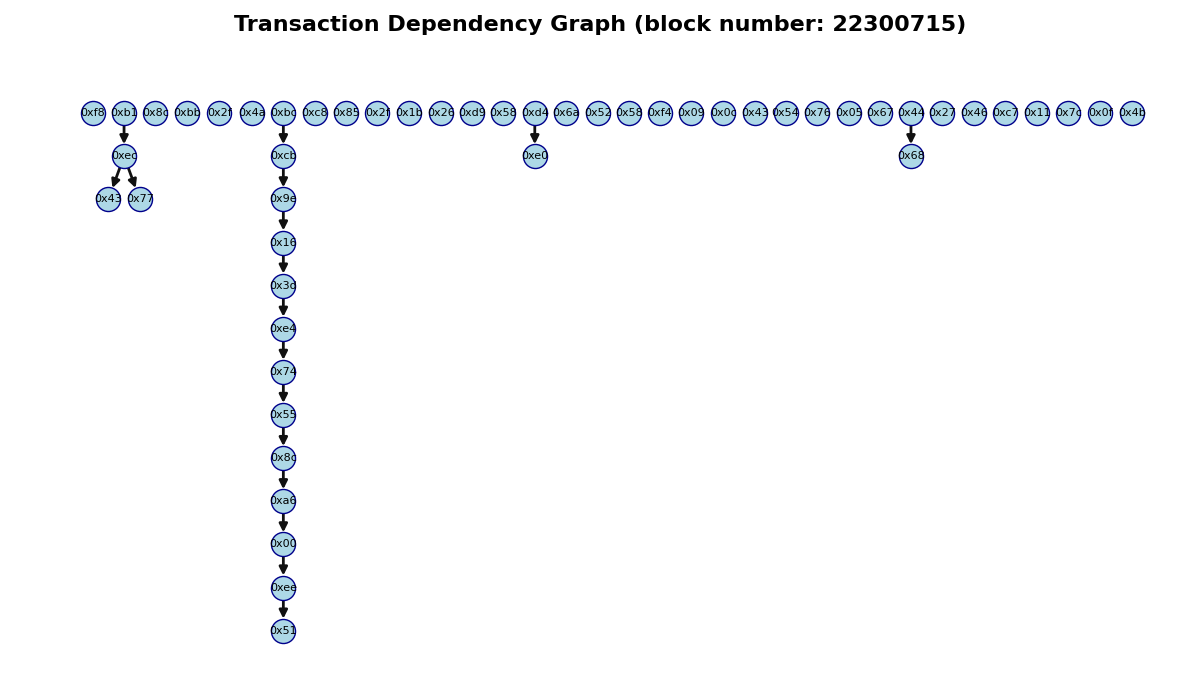 Transaction Dependency Graph (block number: 22300715)
0xf8 0xb1 0x8c 0xbb 0x2f 0x4a 0xbc 0xc8 0x85 0x2f 0x1b 0x26 0xd9 0x58 0xd4 0x6a 0x52 0x58 0xf4 0x09 0x0c 0x43 0x54 0x76 0x05 0x67 0x44 0x27 0x46 0xc7 0x11 0x7c 0x0f 0x4b
0xec 0xcb 0xe0 0x68
0x43 0x77 0x9e
0x16
0x3d
0xe4
0x74
0x55
0x8c
0xa6
0x00
0xee
0x51